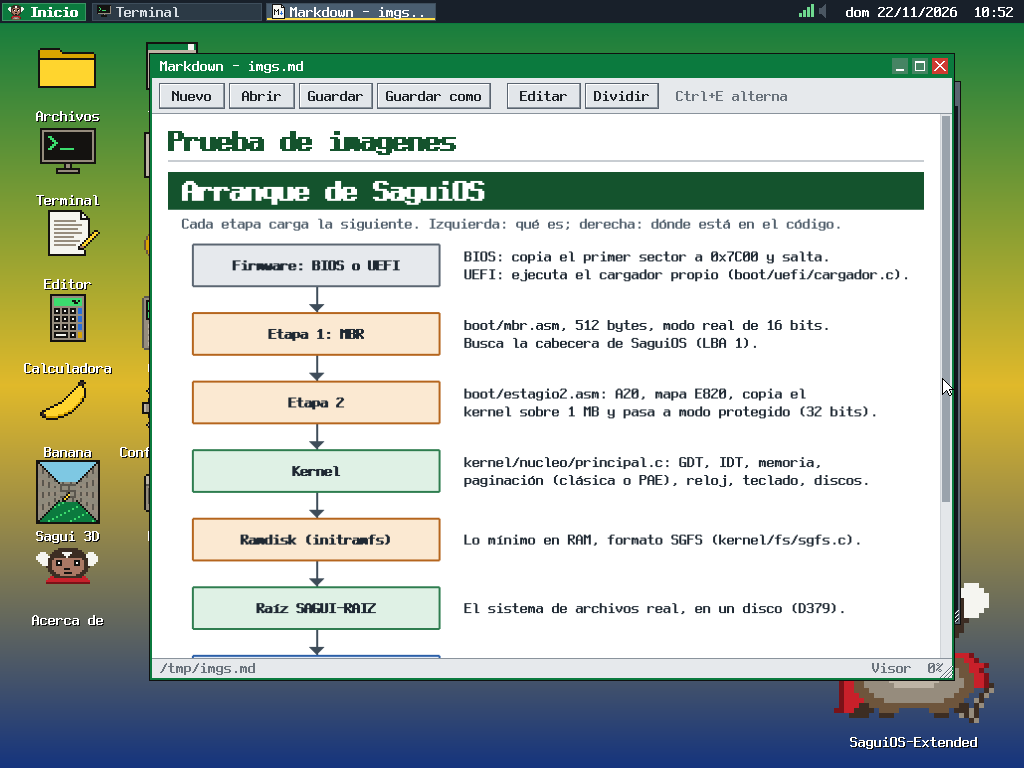 Inicio
Terminal
Markdown - imgs..
dom 22/11/2026
10:52
Archivos
Terminal
Editor
Calculadora
Banana
Conf
Sagui 3D
Acerca de
SaguiOS-Extended
Markdown - imgs.md
Nuevo
Abrir
Guardar
Guardar como
Editar
Dividir
Ctrl+E alterna
Prueba de imagenes
Arranque de SaguiOS
Cada etapa carga la siguiente. Izquierda: qué es; derecha: dónde está en el código.
Firmware: BIOS o UEFI
BIOS: copia el primer sector a 0x7C00 y salta.
UEFI: ejecuta el cargador propio (boot/uefi/cargador.c).
Etapa 1: MBR
boot/mbr.asm, 512 bytes, modo real de 16 bits.
Busca la cabecera de SaguiOS (LBA 1).
Etapa 2
boot/estagio2.asm: A20, mapa E820, copia el
kernel sobre 1 MB y pasa a modo protegido (32 bits).
Kernel
kernel/nucleo/principal.c: GDT, IDT, memoria,
paginación (clásica o PAE), reloj, teclado, discos.
Ramdisk (initramfs)
Lo mínimo en RAM, formato SGFS (kernel/fs/sgfs.c).
Raíz SAGUI-RAIZ
El sistema de archivos real, en un disco (D379).
/tmp/imgs.md
Visor
0%